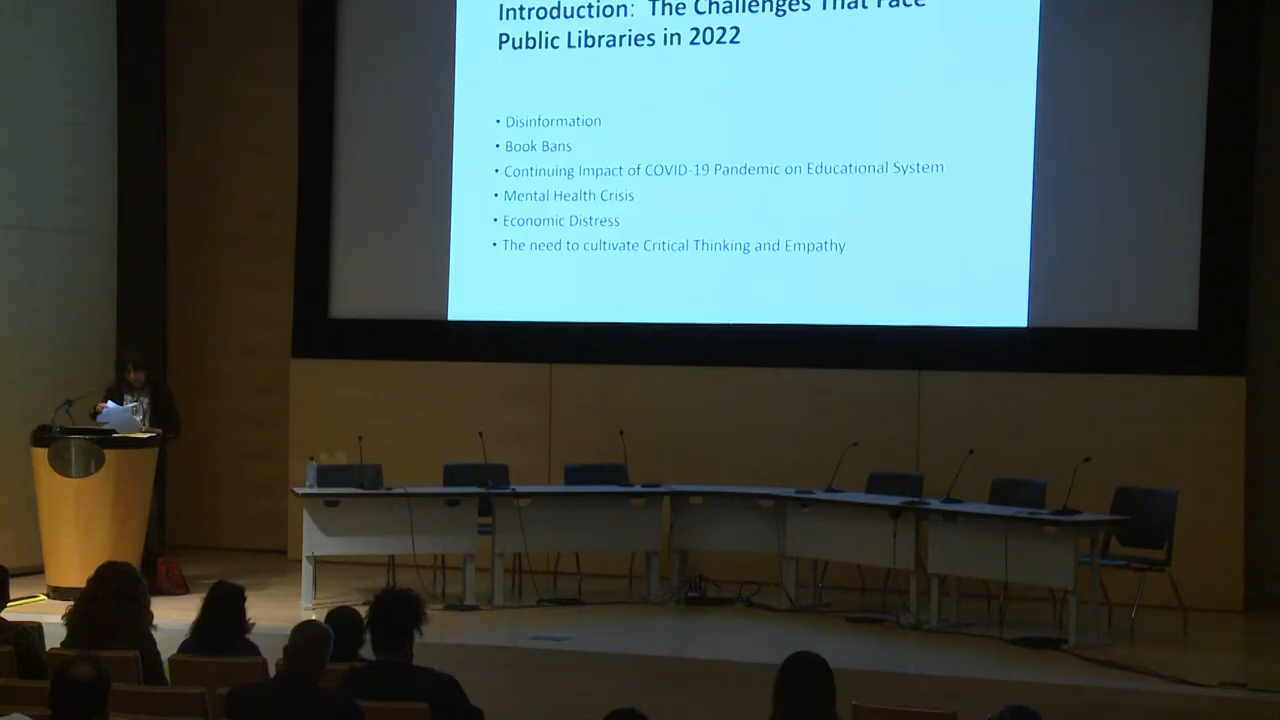 Introduction: The Challenges That Face
Public Libraries in 2022
• Disinformation
• Book Bans
• Continuing Impact of COVID-19 Pandemic on Educational System
• Mental Health Crisis
• Economic Distress
• The need to cultivate Critical Thinking and Empathy